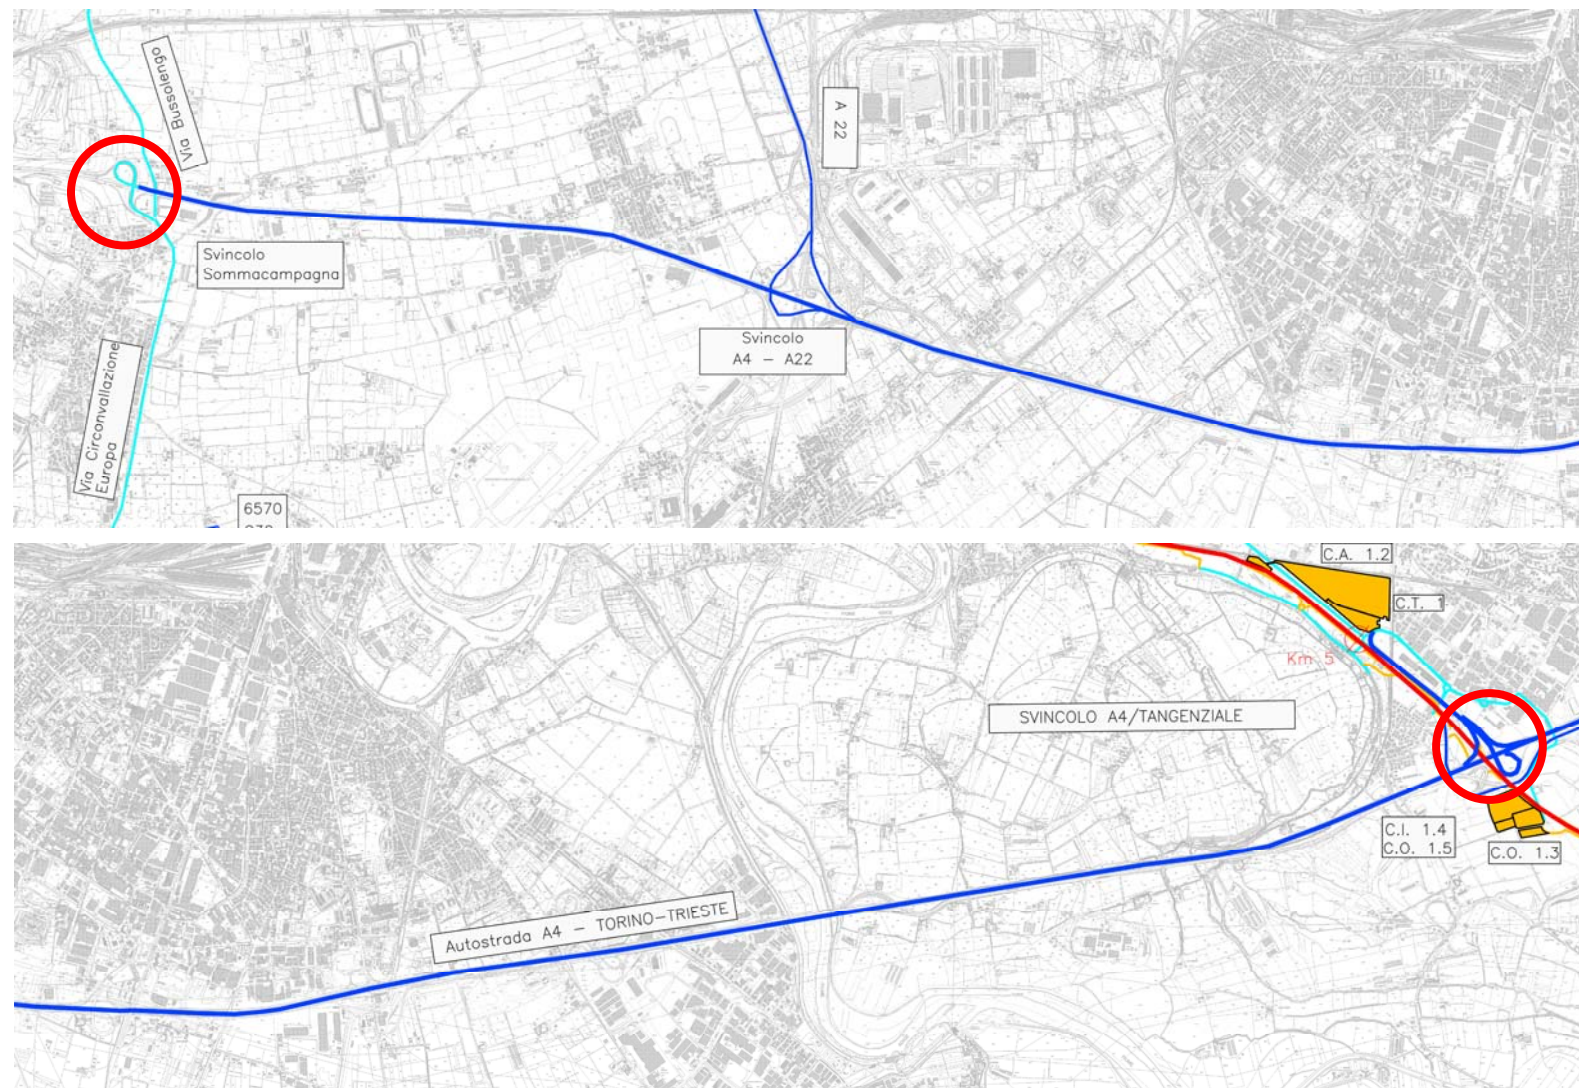 Via Bussolengo
A 22
Svincolo
Sommacampagna
Svincolo
A4 – A22
Via Circonvallazione
Europa
6570
C.A. 1.2
C.T. 1
Km 5
SVINCOLO A4/TANGENZIALE
C.I. 1.4
C.O. 1.5
C.O. 1.3
Autostrada A4 – TORINO–TRIESTE